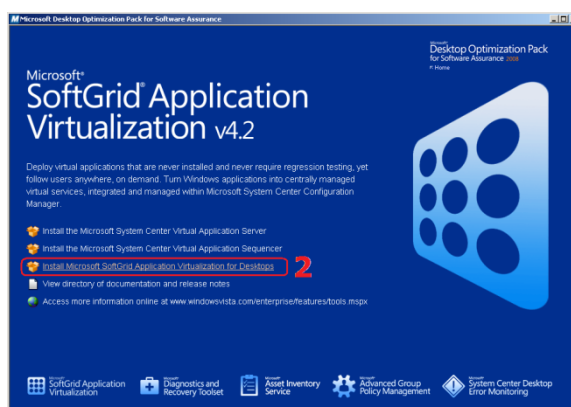 Microsoft Desktop Optimization Pack for Software Assurance
Microsoft
Desktop Optimization Pack
for Software Assurance 2008
Home
Microsoft®
SoftGrid® Application
Virtualization v4.2
Deploy virtual applications that are never installed and never require regression testing, yet
follow users anywhere, on demand. Turn Windows applications into centrally managed
virtual services, integrated and managed within Microsoft System Center Configuration
Manager.
Install the Microsoft System Center Virtual Application Server
Install the Microsoft System Center Virtual Application Sequencer
Install Microsoft SoftGrid Application Virtualization for Desktops 2
View directory of documentation and release notes
Access more information online at www.windowsvista.com/enterprise/features/tools.mspx
Microsoft
SoftGrid Application
Virtualization
Microsoft
Diagnostics and
Recovery Toolset
Microsoft
Asset Inventory
Service
Microsoft
Advanced Group
Policy Management
Microsoft
System Center Desktop
Error Monitoring